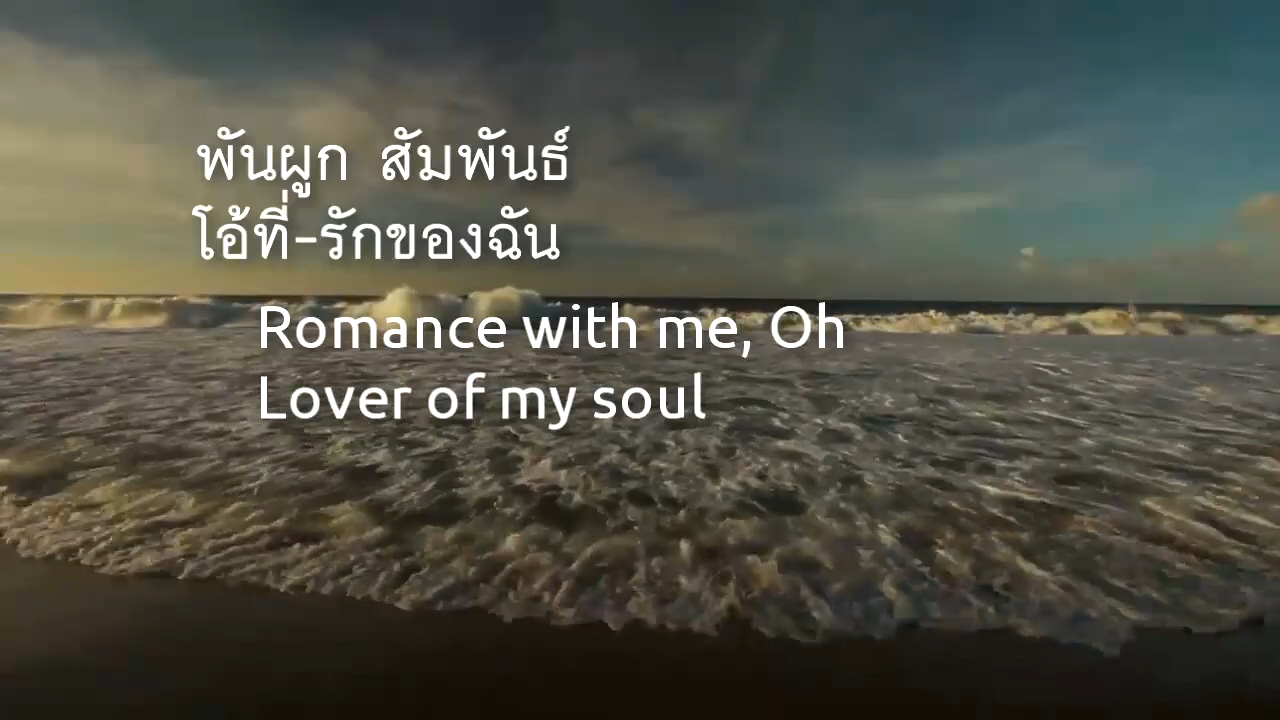 พันผูก สัมพันธ์
โอ้ที่-รักของฉัน
Romance with me, Oh
Lover of my soul